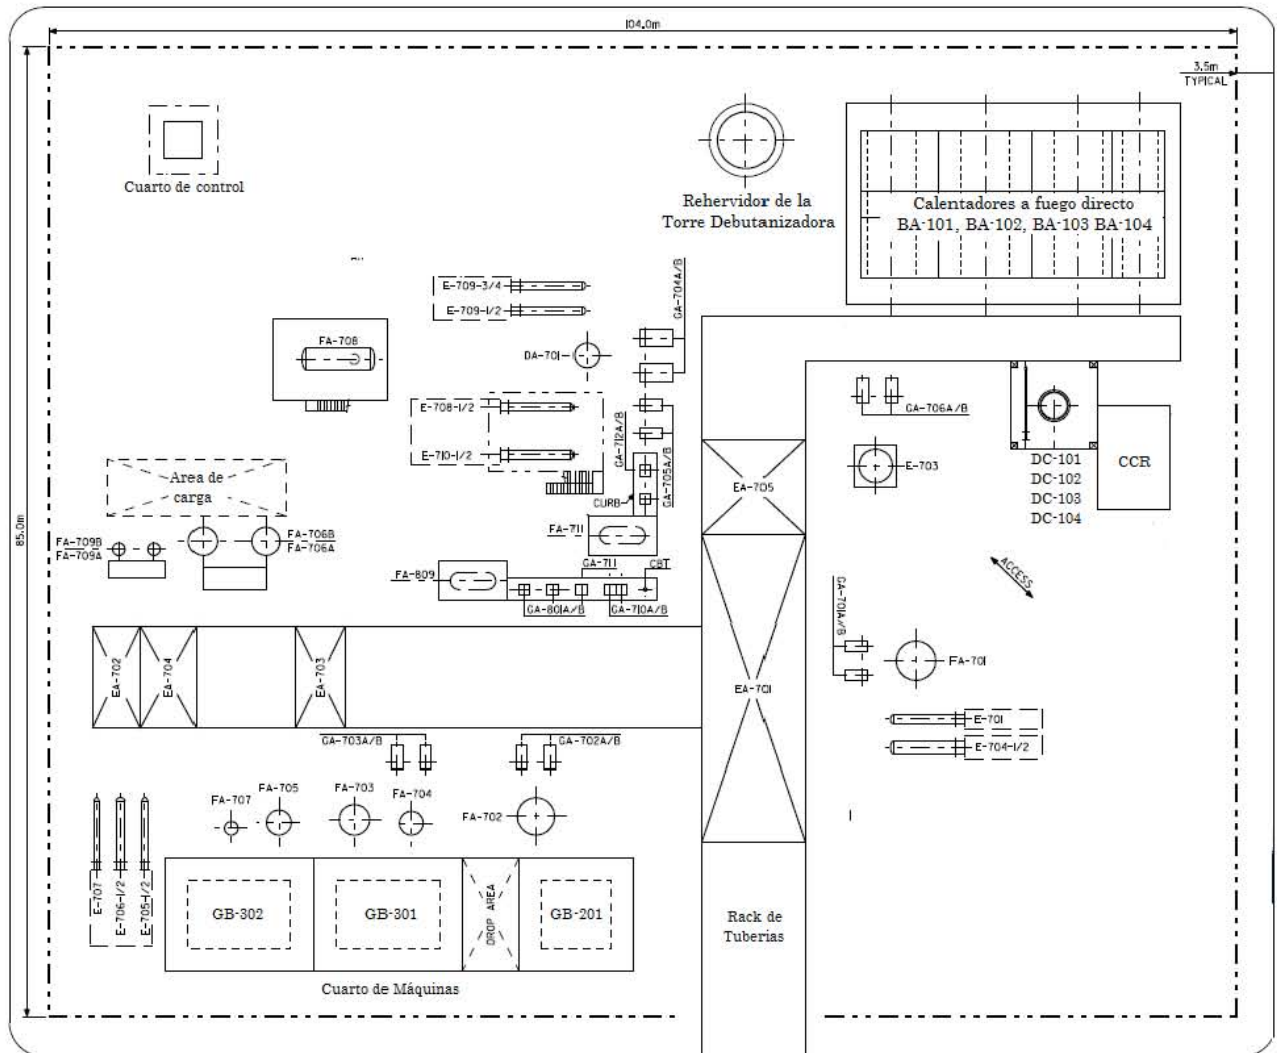 104.0m
3.5m
TYPICAL
Cuarto de control
Rehervidor de la
Torre Debutanizadora
Calentadores a fuego directo
BA-101, BA-102, BA-103 BA-104
E-709-3/4
E-709-1/2
GA-704A/B
FA-708
DA-701
E-708-1/2
GA-712A/B
GA-706A/B
E-710-1/2
GA-705A/B
E-703
DC-101
DC-102
DC-103
DC-104
CCR
Area de
carga
EA-705
CURB
85.0m
FA-709B
FA-709A
FA-706B
FA-706A
FA-711
GA-711
CBT
FA-809
GA-801A/B
GA-710A/B
ACCESS
GA-701A/B
EA-702
EA-704
EA-703
EA-701
FA-701
E-701
E-704-1/2
GA-703A/B
GA-702A/B
FA-707
FA-705
FA-703
FA-704
FA-702
E-707
E-706-1/2
E-705-1/2
GB-302
GB-301
DROP AREA
GB-201
Rack de
Tuberias
Cuarto de Máquinas